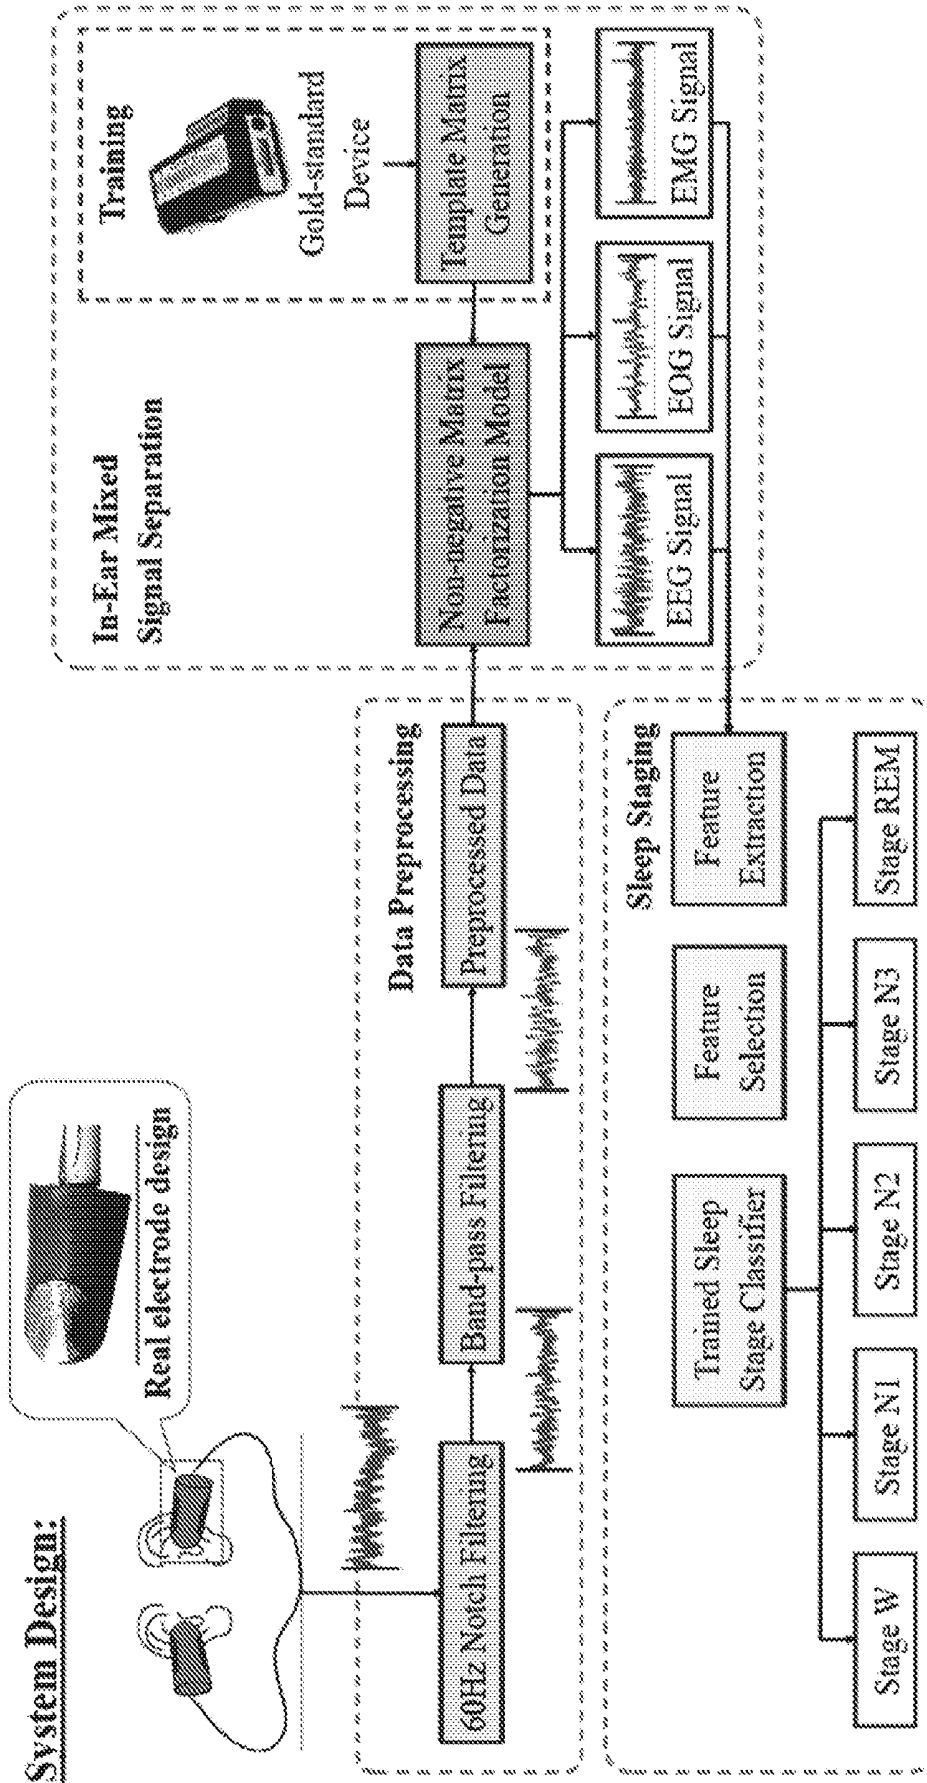 System Design:
Real electrode design
Data Preprocessing
60Hz Notch Filtering
Band-pass Filtering
Preprocessed Data
In-Ear Mixed
Signal Separation
Training
Gold-standard
Device
Non-negative Matrix
Factorization Model
Template Matrix
Generation
EEG Signal
EOG Signal
EMG Signal
Sleep Staging
Trained Sleep
Stage Classifier
Feature
Selection
Feature
Extraction
Stage W
Stage N1
Stage N2
Stage N3
Stage REM